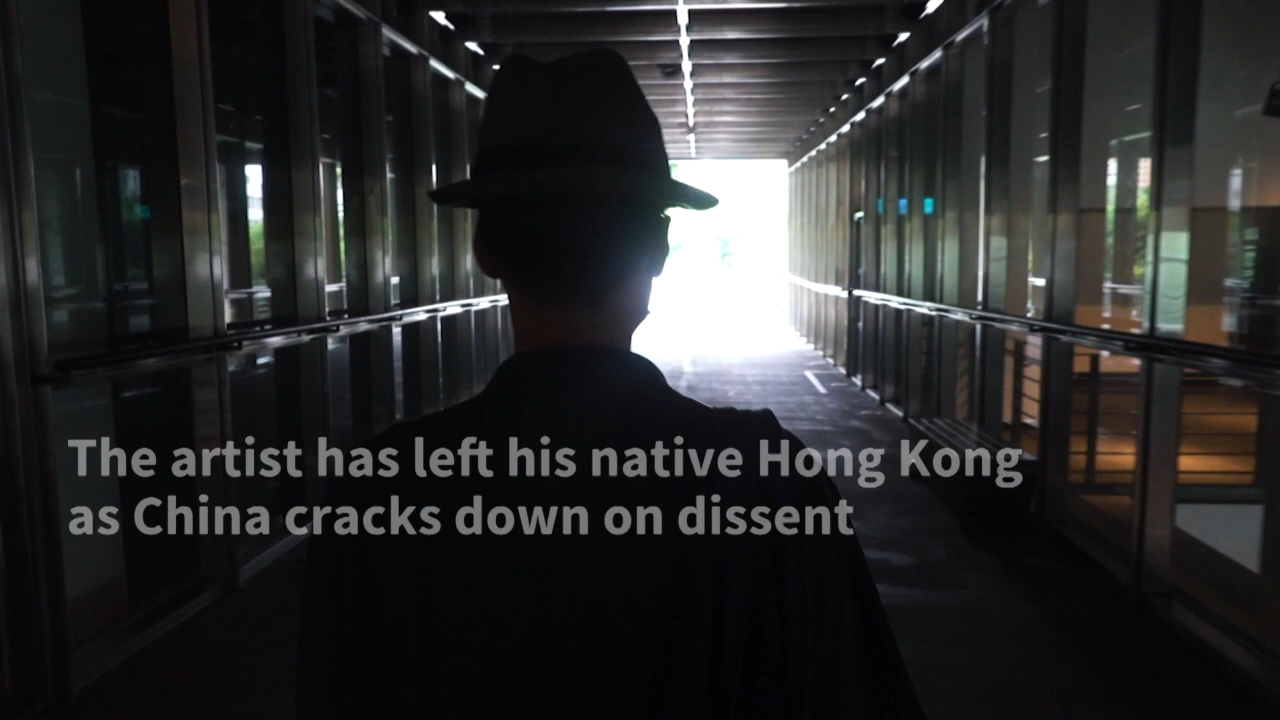 The artist has left his native Hong Kong
as China cracks down on dissent